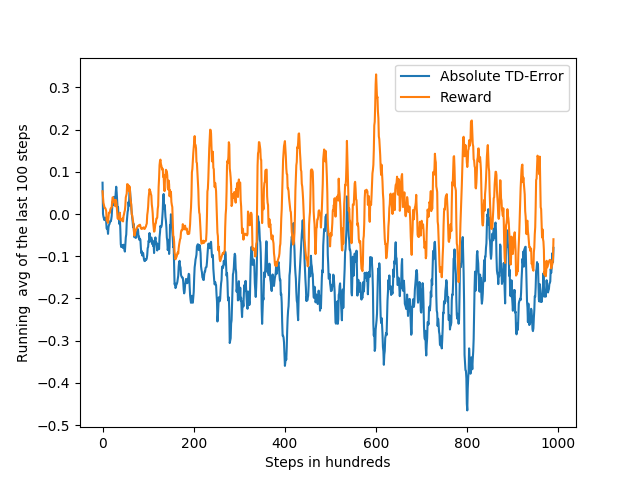 0.3
0.2
0.1
0.0
−0.1
−0.2
−0.3
−0.4
−0.5
Running  avg of the last 100 steps
Absolute TD-Error
Reward
0 200 400 600 800 1000
Steps in hundreds